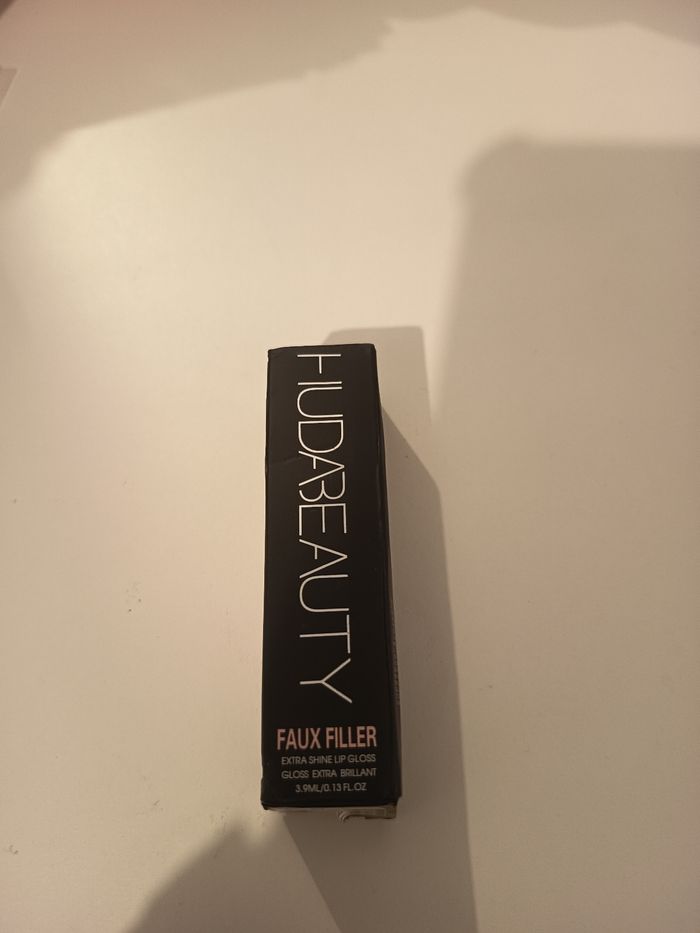 HUDABEAUTY
FAUX FILLER
EXTRA SHINE LIP GLOSS
GLOSS EXTRA BRILLANT
3.9ML/0.13 FL.OZ